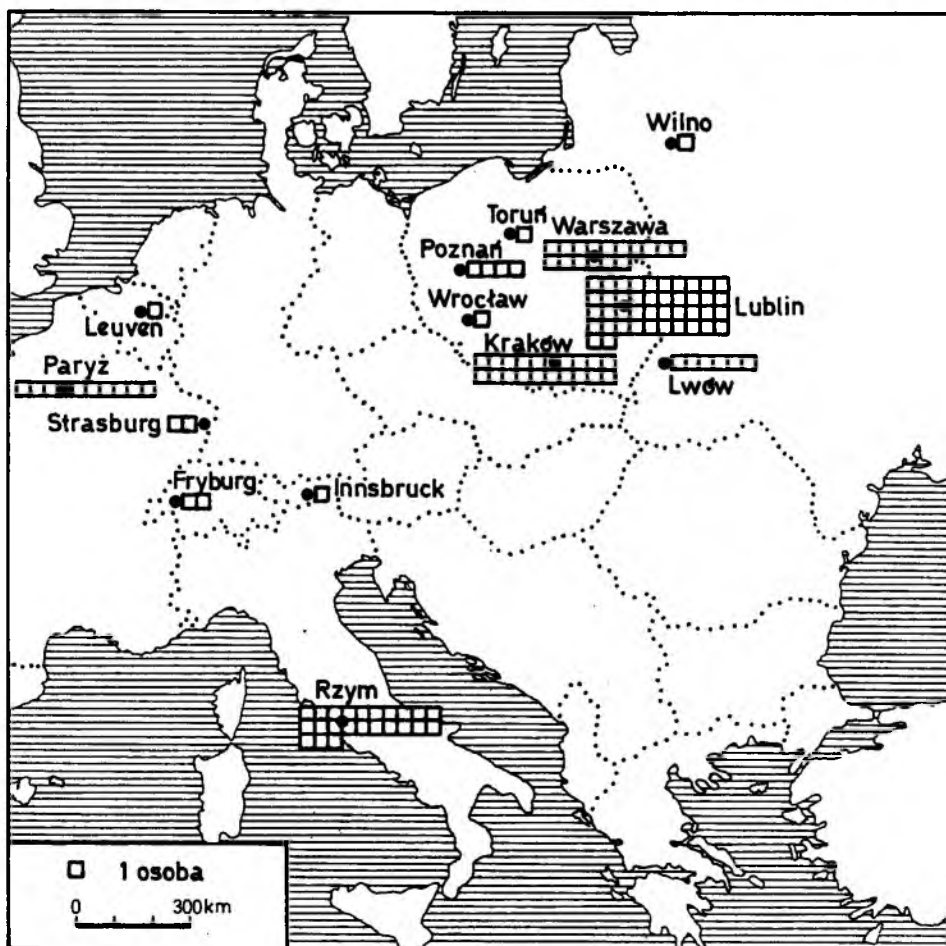 Wilno
Toruń
Warszawa
Poznań
Wrocław
Lublin
Leuven
Kraków
Paryż
Lwów
Strasburg
Fryburg
Innsbruck
Rzym
1 osoba
0 300km